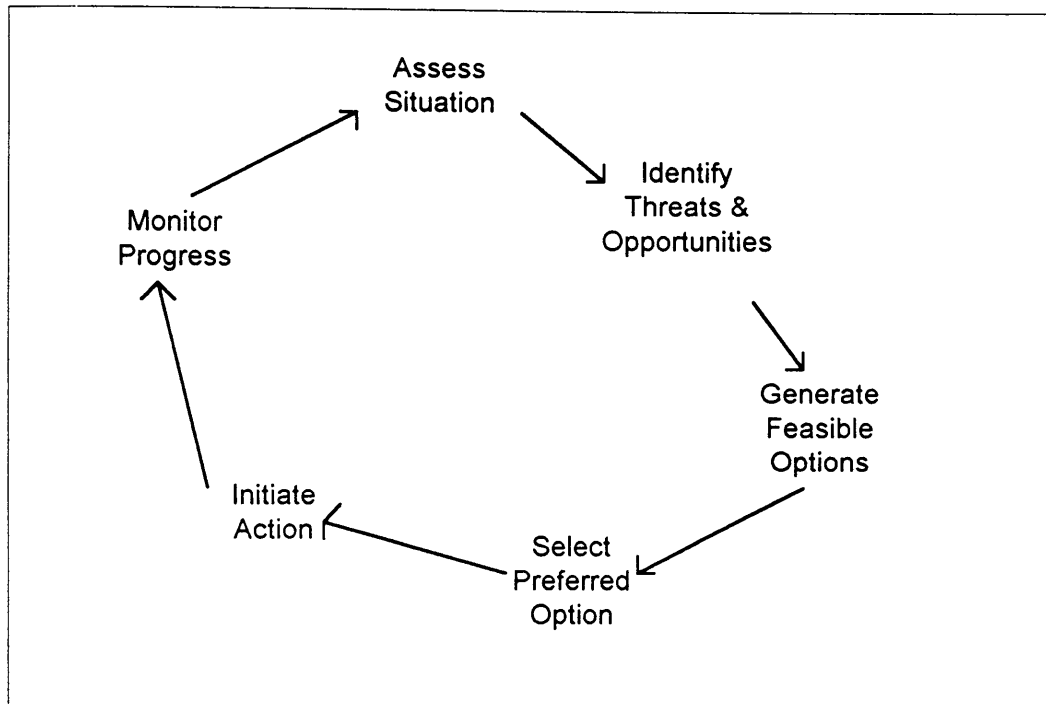 Assess
Situation
Identify
Threats &
Opportunities
Generate
Feasible
Options
Select
Preferred
Option
Initiate
Action
Monitor
Progress